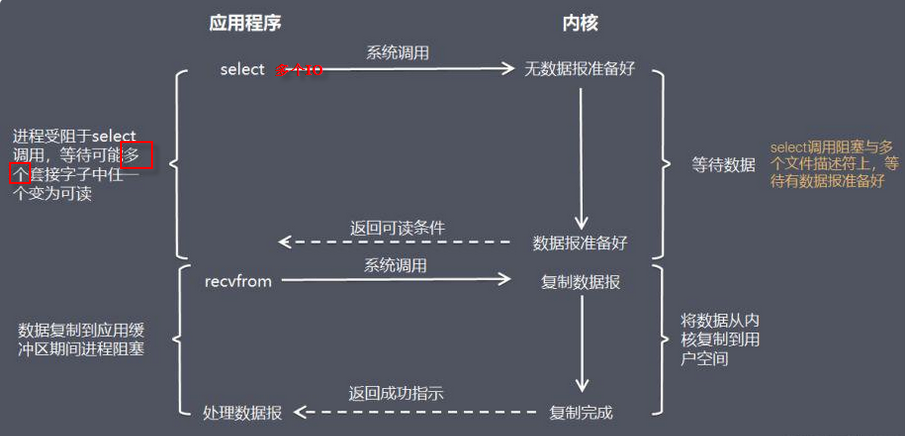 应用程序
内核
系统调用
select
多个IO
无数据报准备好
进程受阻于select
调用，等待可能多
个套接字子中任一
个变为可读
等待数据
select调用阻塞与多
个文件描述符上，等
待有数据报准备好
返回可读条件
数据报准备好
系统调用
recvfrom
复制数据报
数据复制到应用缓
冲区期间进程阻塞
将数据从内
核复制到用
户空间
返回成功指示
处理数据报
复制完成